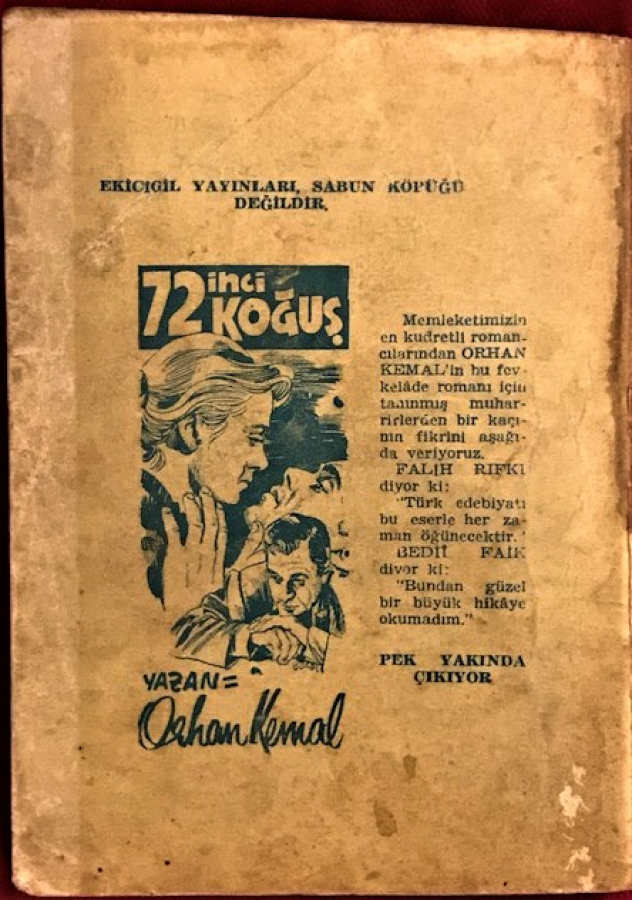 EKİCİGİL YAYINLARI, SABUN KÖPÜĞÜ
DEĞİLDİR.
72 inci
KOĞUŞ
Memleketimizin
en kudretli roman-
cılarından ORHAN
KEMAL'in bu fev-
kelâde romanı için
tanınmış muhar-
rirlerden bir kaçı-
nın fikrini aşağı-
da veriyoruz.
FALİH RIFKI
diyor ki:
"Türk edebiyatı
bu eserle her za-
man öğünecektir."
BEDİİ FAİK
diyor ki:
"Bundan güzel
bir büyük hikâye
okumadım."
PEK YAKINDA
ÇIKIYOR
YAZAN=
Orhan Kemal